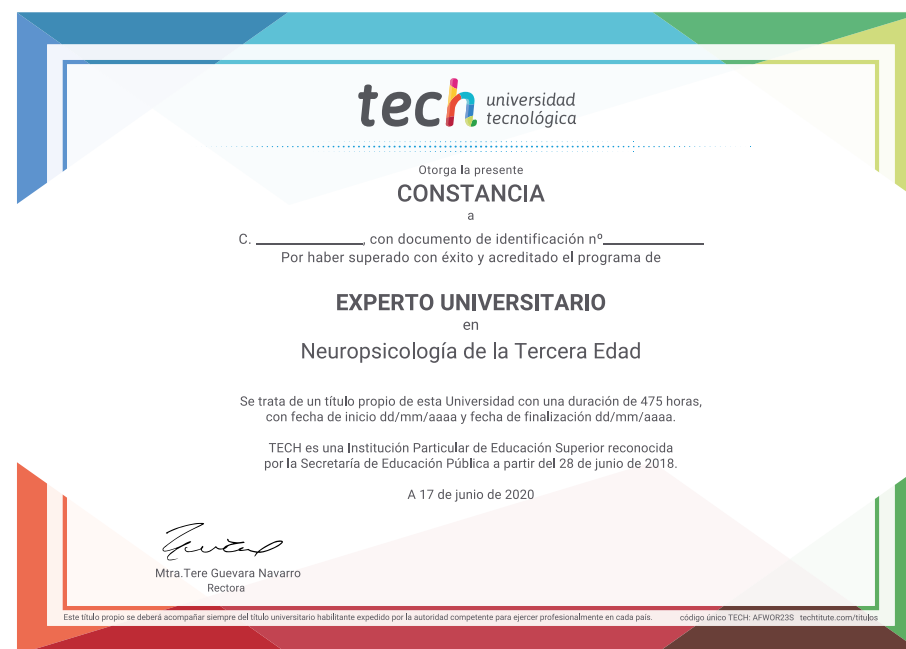 tech universidad
tecnológica
Otorga la presente
CONSTANCIA
a
C. ____________, con documento de identificación nº____________
Por haber superado con éxito y acreditado el programa de
EXPERTO UNIVERSITARIO
en
Neuropsicología de la Tercera Edad
Se trata de un título propio de esta Universidad con una duración de 475 horas,
con fecha de inicio dd/mm/aaaa y fecha de finalización dd/mm/aaaa.
TECH es una Institución Particular de Educación Superior reconocida
por la Secretaría de Educación Pública a partir del 28 de junio de 2018.
A 17 de junio de 2020
Mtra.Tere Guevara Navarro
Rectora
Este título propio se deberá acompañar siempre del título universitario habilitante expedido por la autoridad competente para ejercer profesionalmente en cada país. código único TECH: AFWOR23S techtitute.com/titulos